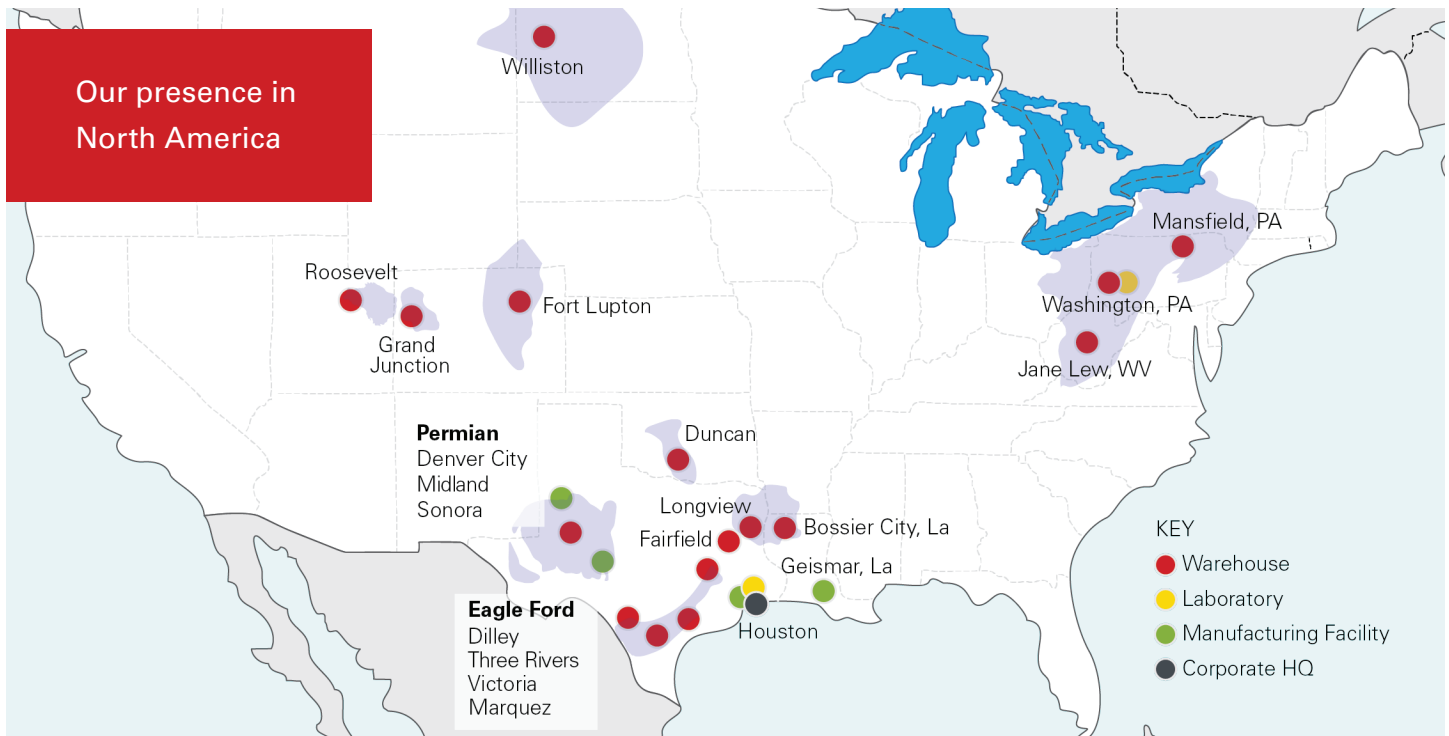 Our presence in
North America
Williston
Mansfield, PA
Roosevelt
Fort Lupton
Washington, PA
Grand
Junction
Jane Lew, WV
Permian
Denver City
Midland
Sonora
Duncan
Longview
Fairfield
Bossier City, La
Geismar, La
Eagle Ford
Dilley
Three Rivers
Victoria
Marquez
Houston
KEY
Warehouse
Laboratory
Manufacturing Facility
Corporate HQ